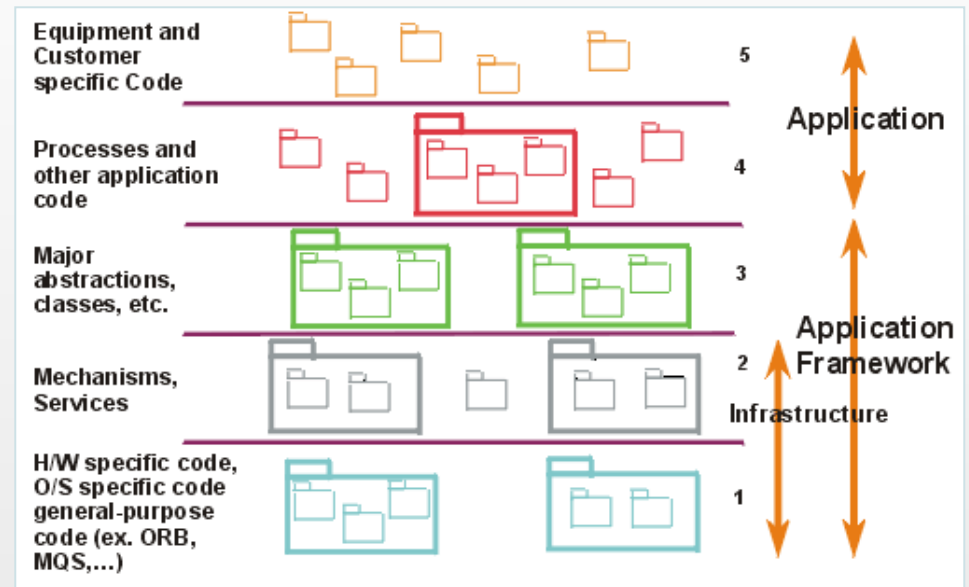 Equipment and
Customer
specific Code
5
Application
Processes and
other application
code
4
Major
abstractions,
classes, etc.
3
Application
Framework
Mechanisms,
Services
2
Infrastructure
H/W specific code,
O/S specific code
general-purpose
code (ex. ORB,
MQS,...)
1